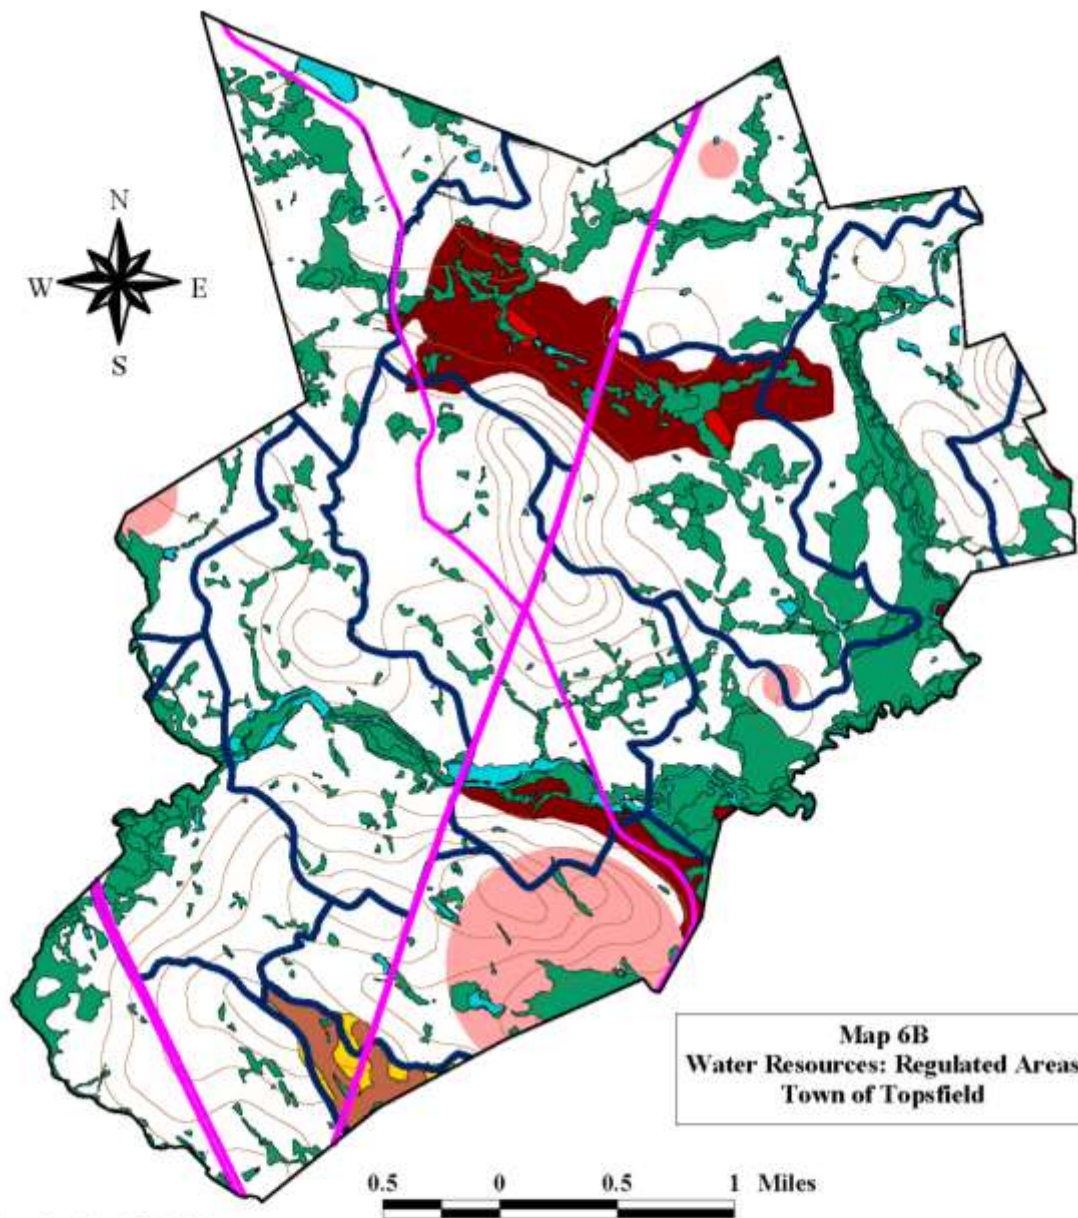 N
W E
S
Map 6B
Water Resources: Regulated Areas
Town of Topsfield
0.5 0 0.5 1 Miles